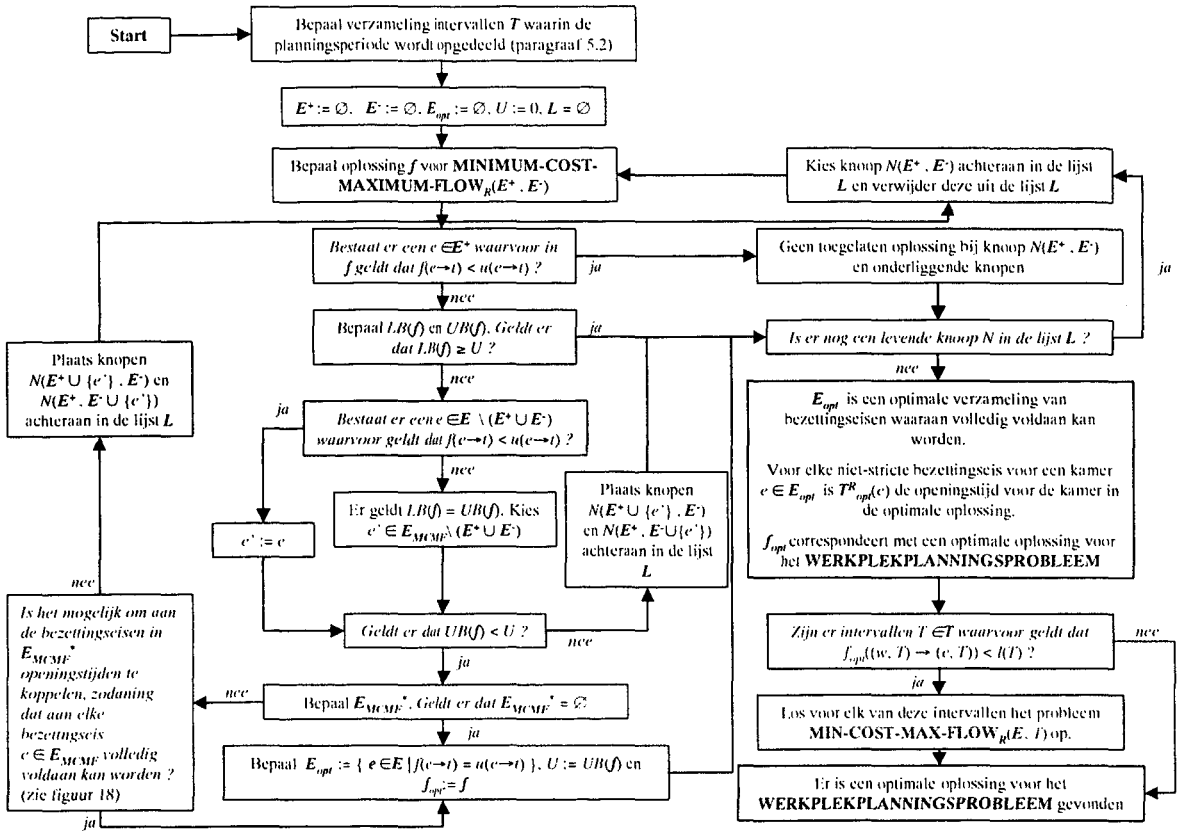 Start
Bepaal verzameling intervallen T waarin de
planningsperiode wordt opgedeeld (paragraaf 5.2)
E⁺ := ∅, E⁻ := ∅, E_opt := ∅, U := 0, L = ∅
Bepaal oplossing f voor MINIMUM-COST-
MAXIMUM-FLOW_R(E⁺ , E⁻)
Kies knoop N(E⁺ , E⁻) achteraan in de lijst
L en verwijder deze uit de lijst L
Bestaat er een e ∈ E⁺ waarvoor in
f geldt dat f(e→t) < u(e→t) ?
ja
nee
Geen toegelaten oplossing bij knoop N(E⁺ , E⁻)
en onderliggende knopen
ja
Bepaal LB(f) en UB(f). Geldt er
dat LB(f) ≥ U ?
ja
nee
Is er nog een levende knoop N in de lijst L ?
nee
Plaats knopen
N(E⁺ ∪ {e'} , E⁻) en
N(E⁺ , E⁻ ∪ {e'})
achteraan in de lijst L
ja
Bestaat er een e ∈ E \ (E⁺ ∪ E⁻)
waarvoor geldt dat f(e→t) < u(e→t) ?
nee
E_opt is een optimale verzameling van
bezettingseisen waaraan volledig voldaan kan
worden.
Voor elke niet-stricte bezettingseis voor een kamer
e ∈ E_opt is T^R_opt(e) de openingstijd voor de kamer in
de optimale oplossing.
f_opt correspondeert met een optimale oplossing voor
het WERKPLEKPLANNINGSPROBLEEM
e' := e
Er geldt LB(f) = UB(f). Kies
e' ∈ E_MCMF \ (E⁺ ∪ E⁻)
Plaats knopen
N(E⁺ ∪ {e'} , E⁻)
en N(E⁺, E⁻ ∪ {e'})
achteraan in de lijst
L
nee
Is het mogelijk om aan
de bezettingseisen in
E_MCMF*
openingstijden te
koppelen, zodaning
dat aan elke
bezettngseis
e ∈ E_MCMF volledig
voldaan kan worden ?
(zie figuur 18)
ja
Geldt er dat UB(f) < U ?
nee
ja
nee
Bepaal E_MCMF*. Geldt er dat E_MCMF* = ∅
ja
Bepaal E_opt := { e ∈ E | f(e→t) = u(e→t) }, U := UB(f) en
f_opt := f
Zijn er intervallen T ∈ T waarvoor geldt dat
f_opt((w, T) → (e, T)) < l(T) ?
nee
ja
Los voor elk van deze intervallen het probleem
MIN-COST-MAX-FLOW_R(E, T) op.
Er is een optimale oplossing voor het
WERKPLEKPLANNINGSPROBLEEM gevonden